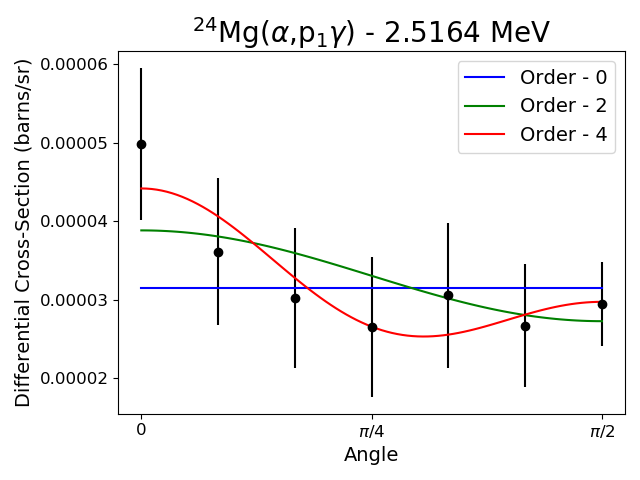 ²⁴Mg(α,p₁γ) - 2.5164 MeV
Differential Cross-Section (barns/sr)
0.00006
0.00005
0.00004
0.00003
0.00002
Order - 0
Order - 2
Order - 4
0
π/4
π/2
Angle